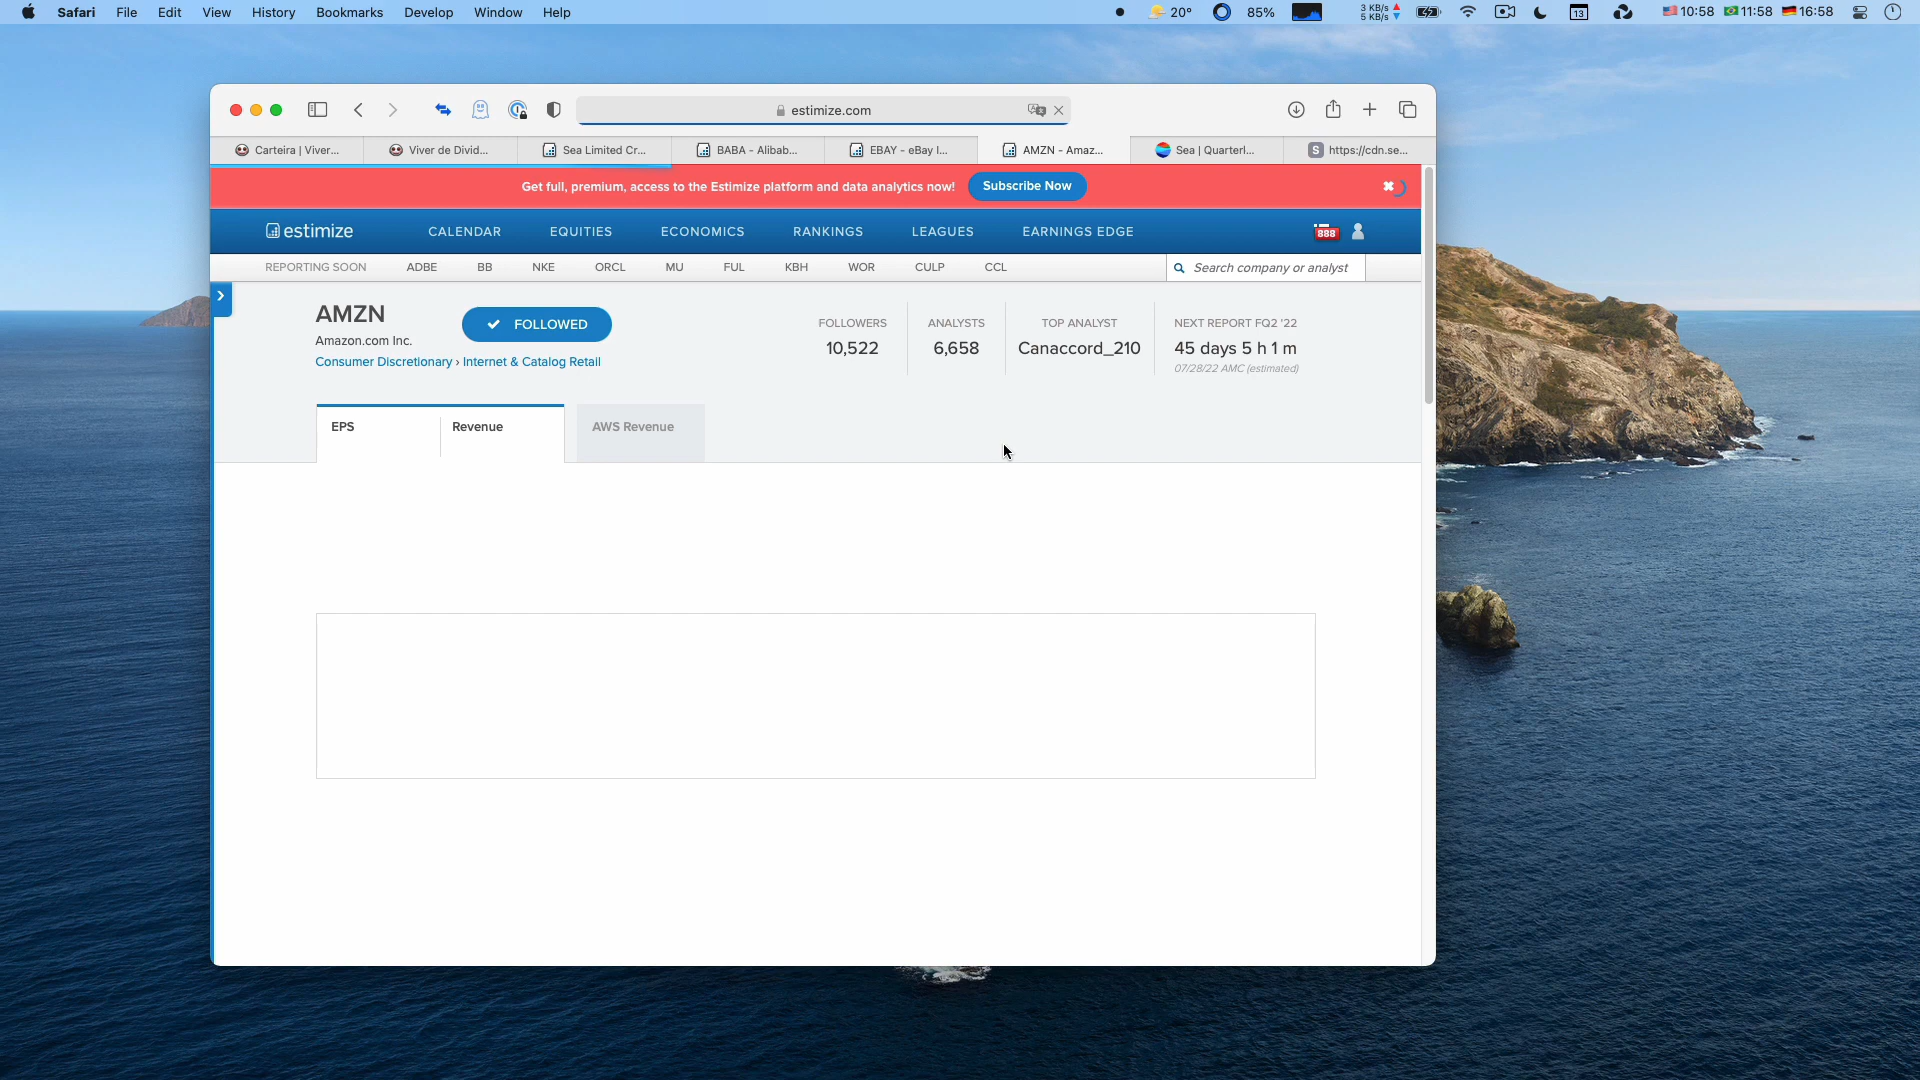 Safari File Edit View History Bookmarks Develop Window Help
20° 85% 3 KB/s 5 KB/s 13 10:58 11:58 16:58
estimize.com
Carteira | Viver... Viver de Divid... Sea Limited Cr... BABA - Alibab... EBAY - eBay I... AMZN - Amaz... Sea | Quarterl... S https://cdn.se...
Get full, premium, access to the Estimize platform and data analytics now! Subscribe Now
estimize CALENDAR EQUITIES ECONOMICS RANKINGS LEAGUES EARNINGS EDGE 888
REPORTING SOON ADBE BB NKE ORCL MU FUL KBH WOR CULP CCL Search company or analyst
AMZN
FOLLOWED
Amazon.com Inc.
Consumer Discretionary › Internet & Catalog Retail
FOLLOWERS ANALYSTS TOP ANALYST NEXT REPORT FQ2 '22
10,522 6,658 Canaccord_210 45 days 5 h 1 m
07/28/22 AMC (estimated)
EPS Revenue AWS Revenue